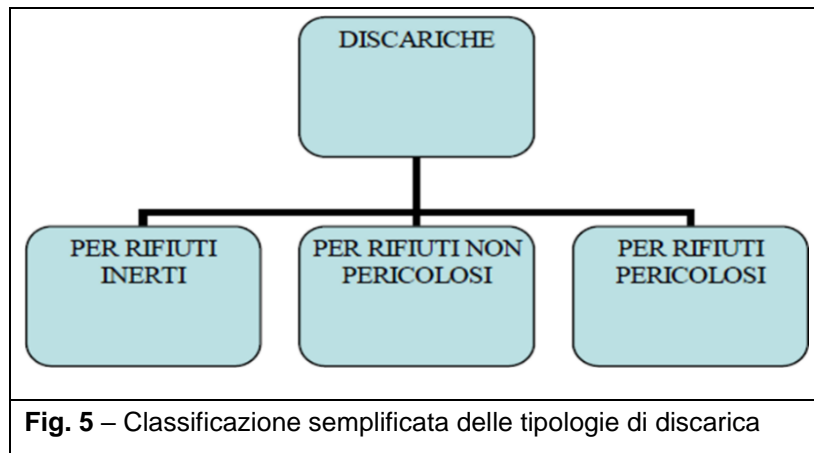 DISCARICHE
PER RIFIUTI
INERTI
PER RIFIUTI NON
PERICOLOSI
PER RIFIUTI
PERICOLOSI
Fig. 5 – Classificazione semplificata delle tipologie di discarica